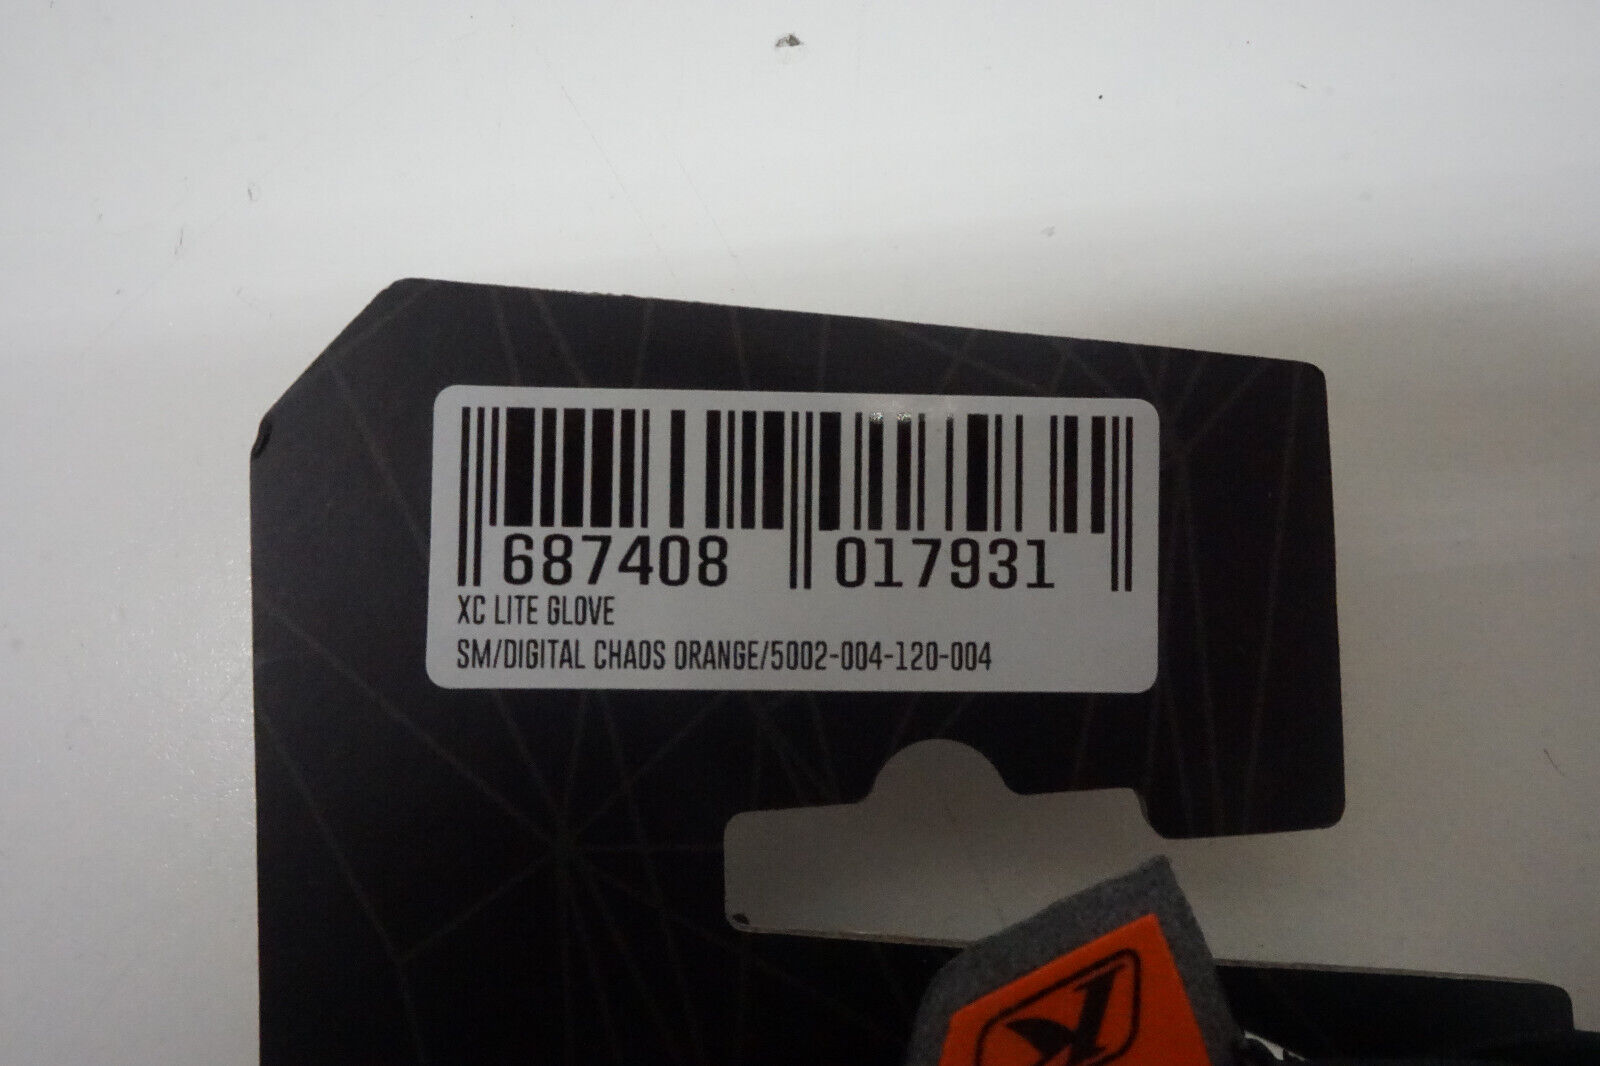 687408 017931
XC LITE GLOVE
SM/DIGITAL CHAOS ORANGE/5002-004-120-004